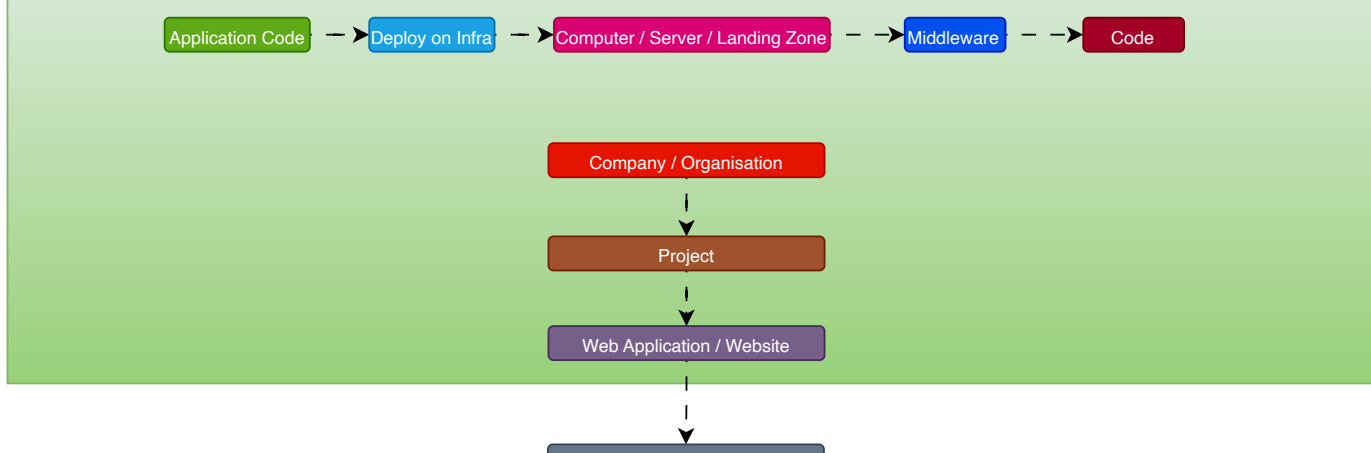 Application Code
Deploy on Infra
Computer / Server / Landing Zone
Middleware
Code
Company / Organisation
Project
Web Application / Website